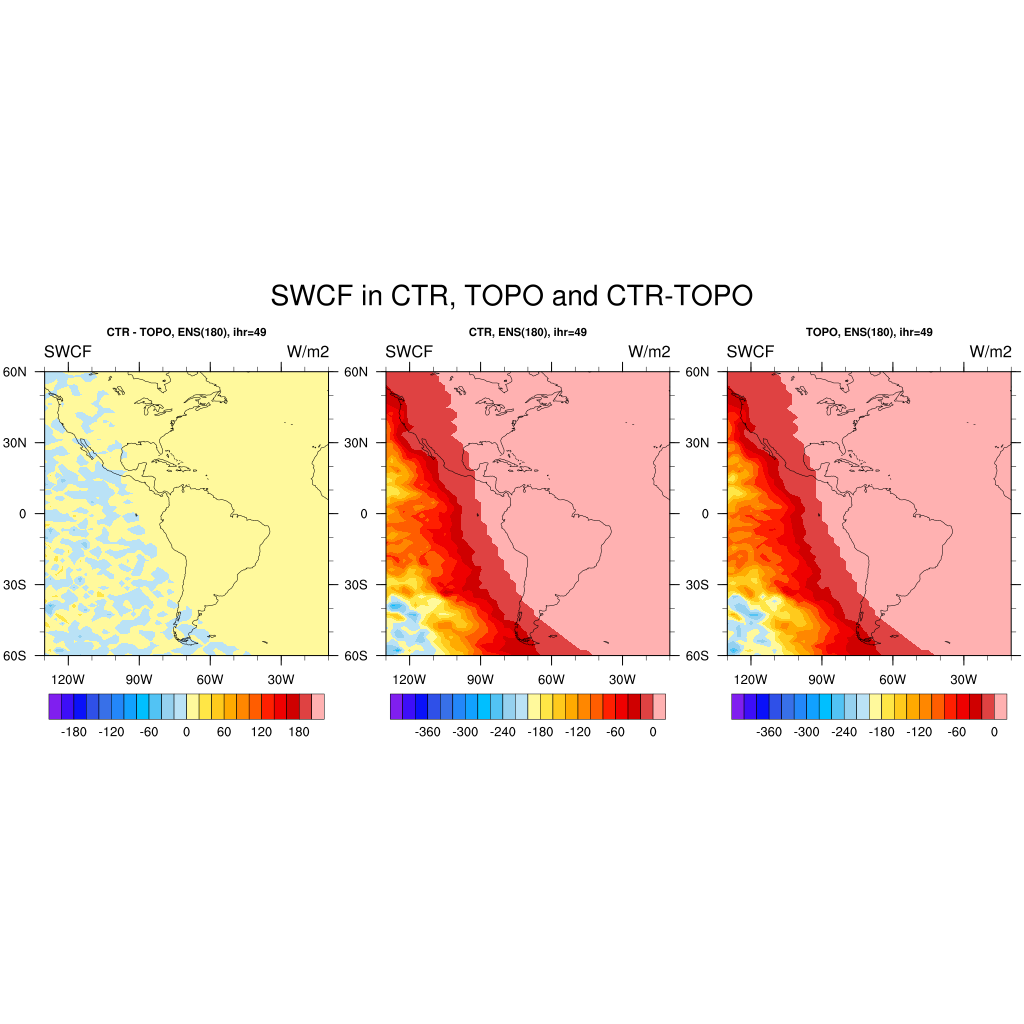 SWCF in CTR, TOPO and CTR-TOPO
CTR - TOPO, ENS(180), ihr=49
SWCF W/m2
60N
30N
0
30S
60S
120W 90W 60W 30W
-180 -120 -60 0 60 120 180
CTR, ENS(180), ihr=49
SWCF W/m2
60N
30N
0
30S
60S
120W 90W 60W 30W
-360 -300 -240 -180 -120 -60 0
TOPO, ENS(180), ihr=49
SWCF W/m2
60N
30N
0
30S
60S
120W 90W 60W 30W
-360 -300 -240 -180 -120 -60 0